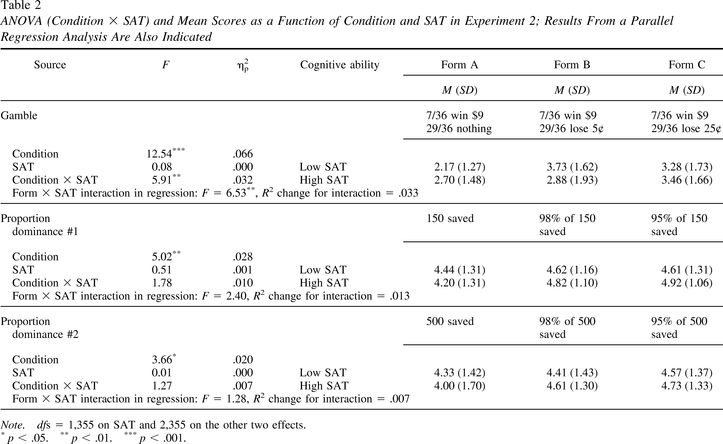 Table 2
ANOVA (Condition × SAT) and Mean Scores as a Function of Condition and SAT in Experiment 2; Results From a Parallel
Regression Analysis Are Also Indicated
Source F η²p Cognitive ability Form A Form B Form C
M (SD) M (SD) M (SD)
Gamble 7/36 win $9 7/36 win $9 7/36 win $9
29/36 nothing 29/36 lose 5¢ 29/36 lose 25¢
Condition 12.54*** .066
SAT 0.08 .000 Low SAT 2.17 (1.27) 3.73 (1.62) 3.28 (1.73)
Condition × SAT 5.91** .032 High SAT 2.70 (1.48) 2.88 (1.93) 3.46 (1.66)
Form × SAT interaction in regression: F = 6.53**, R² change for interaction = .033
Proportion 150 saved 98% of 150 95% of 150
dominance #1 saved saved
Condition 5.02** .028
SAT 0.51 .001 Low SAT 4.44 (1.31) 4.62 (1.16) 4.61 (1.31)
Condition × SAT 1.78 .010 High SAT 4.20 (1.31) 4.82 (1.10) 4.92 (1.06)
Form × SAT interaction in regression: F = 2.40, R² change for interaction = .013
Proportion 500 saved 98% of 500 95% of 500
dominance #2 saved saved
Condition 3.66* .020
SAT 0.01 .000 Low SAT 4.33 (1.42) 4.41 (1.43) 4.57 (1.37)
Condition × SAT 1.27 .007 High SAT 4.00 (1.70) 4.61 (1.30) 4.73 (1.33)
Form × SAT interaction in regression: F = 1.28, R² change for interaction = .007
Note. dfs = 1,355 on SAT and 2,355 on the other two effects.
* p < .05. ** p < .01. *** p < .001.